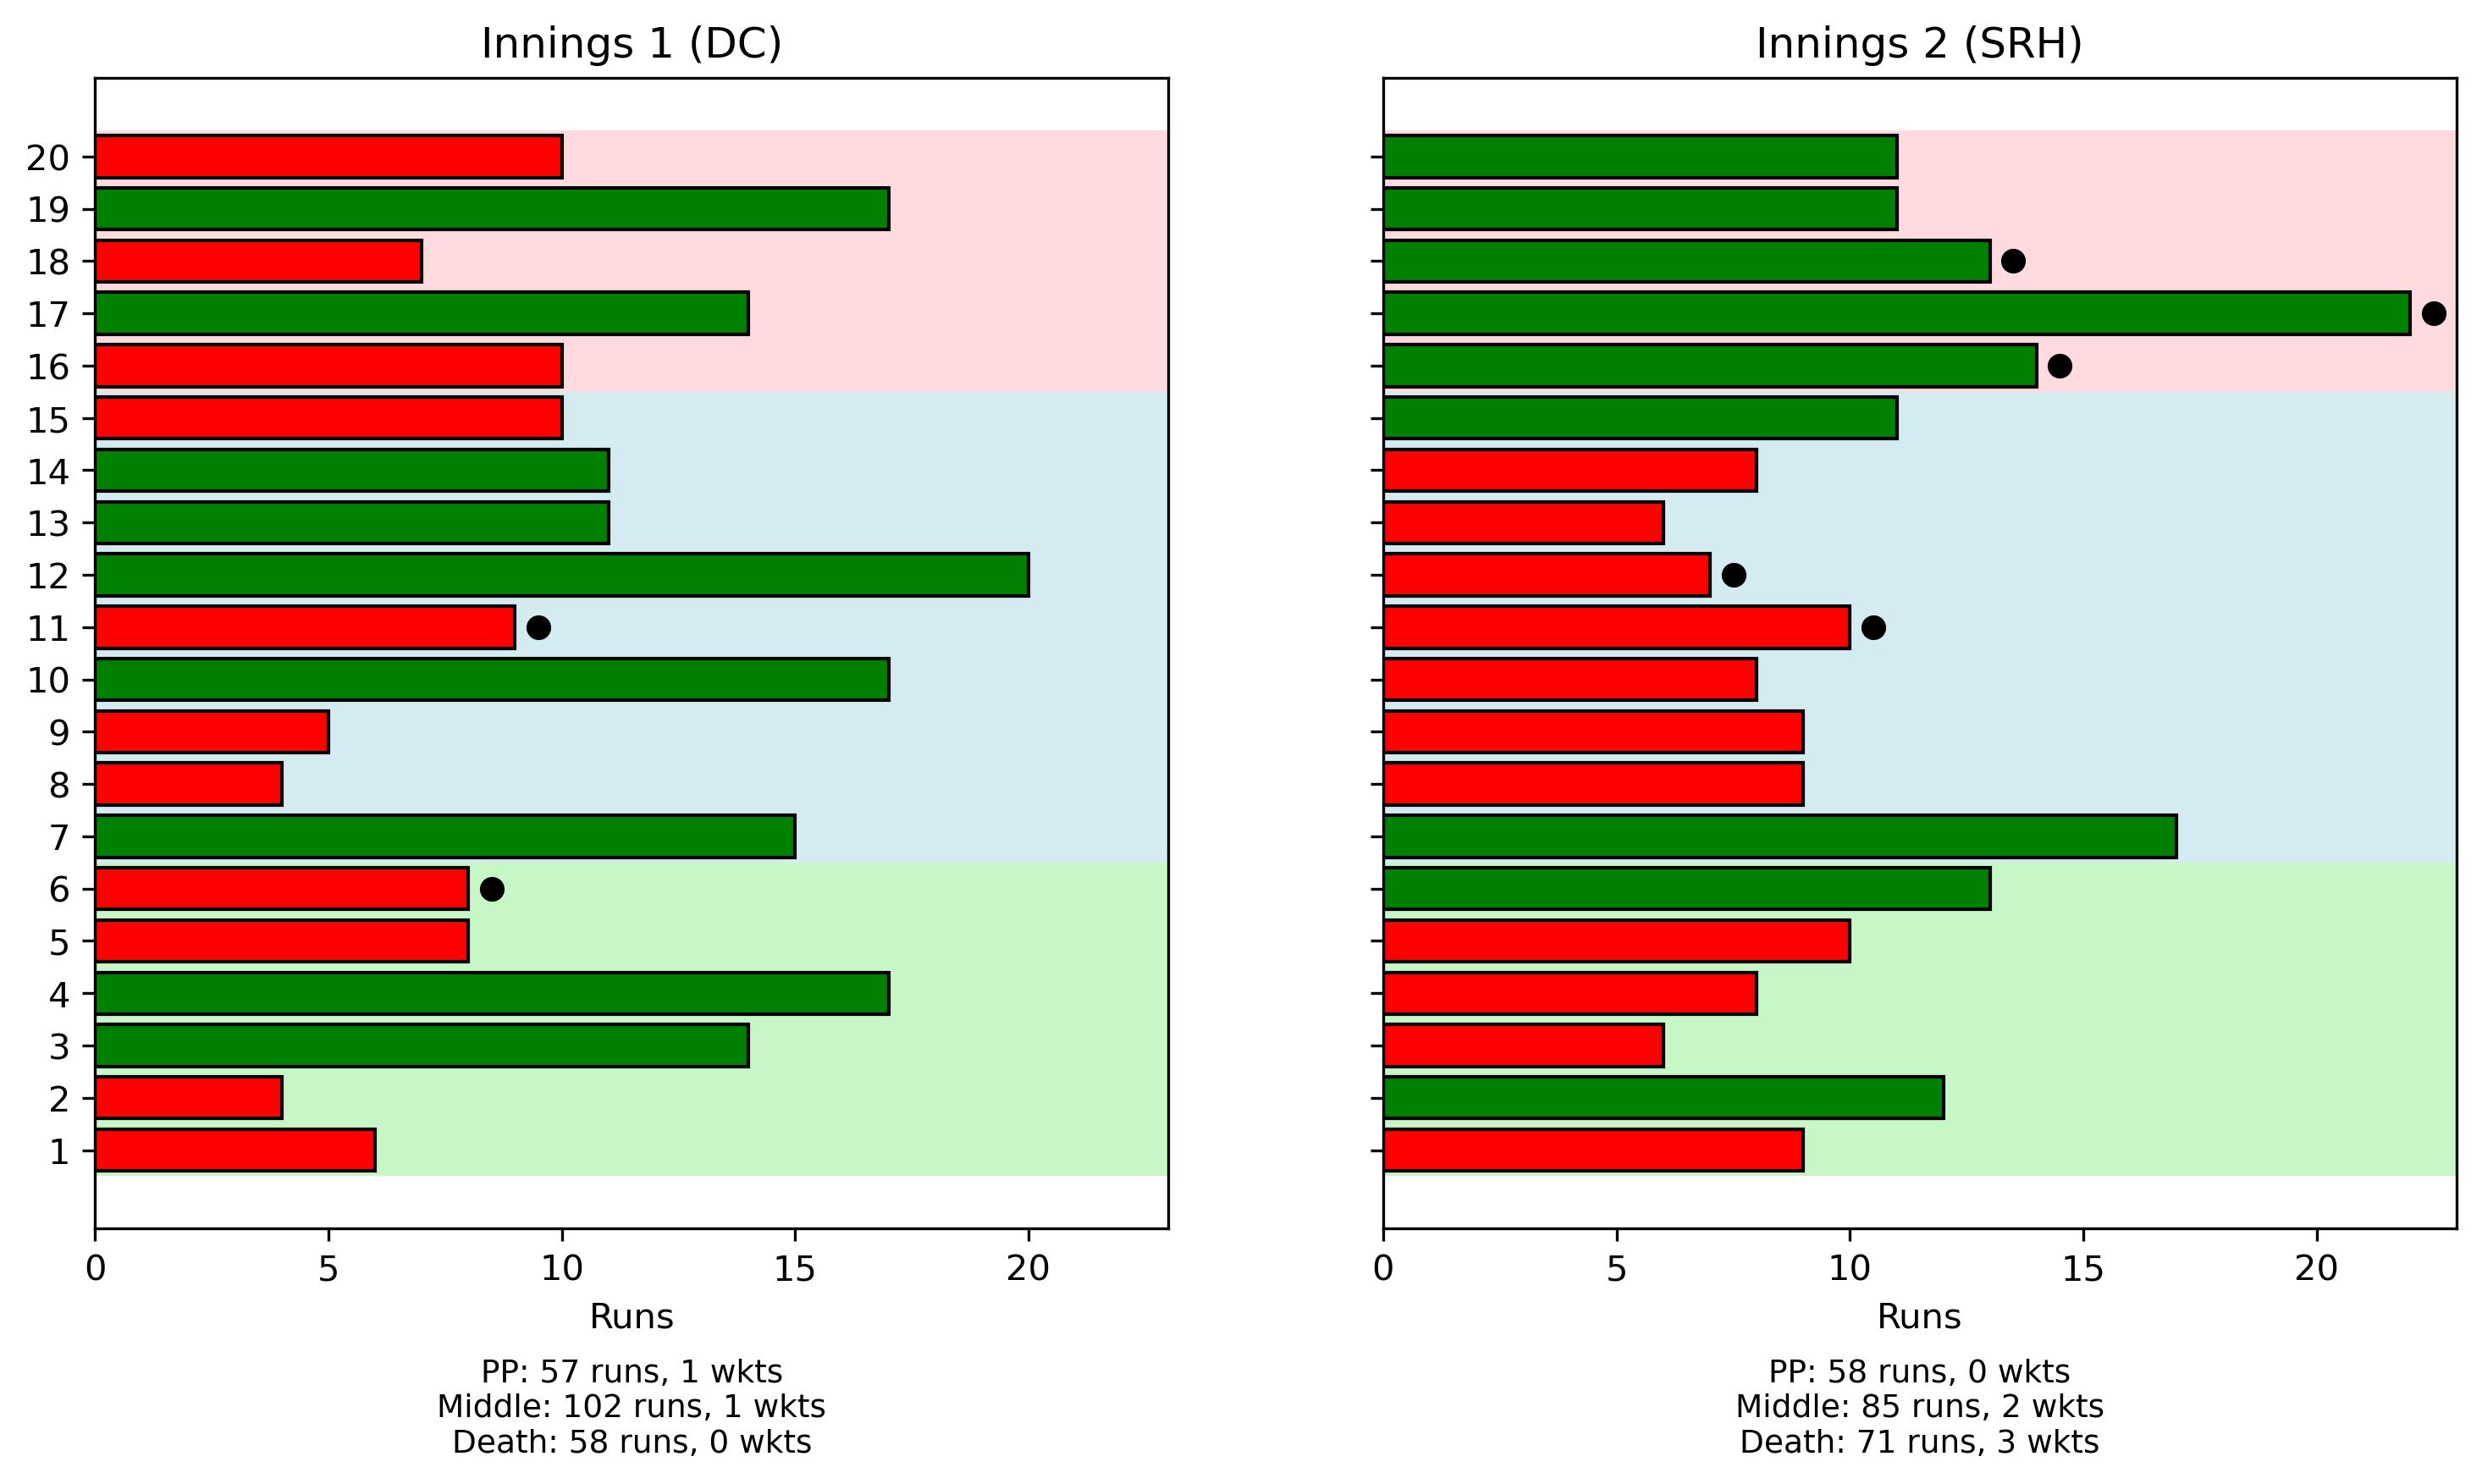 Innings 1 (DC)
20
19
18
17
16
15
14
13
12
11
10
9
8
7
6
5
4
3
2
1
0 5 10 15 20
Runs
PP: 57 runs, 1 wkts
Middle: 102 runs, 1 wkts
Death: 58 runs, 0 wkts
Innings 2 (SRH)
0 5 10 15 20
Runs
PP: 58 runs, 0 wkts
Middle: 85 runs, 2 wkts
Death: 71 runs, 3 wkts